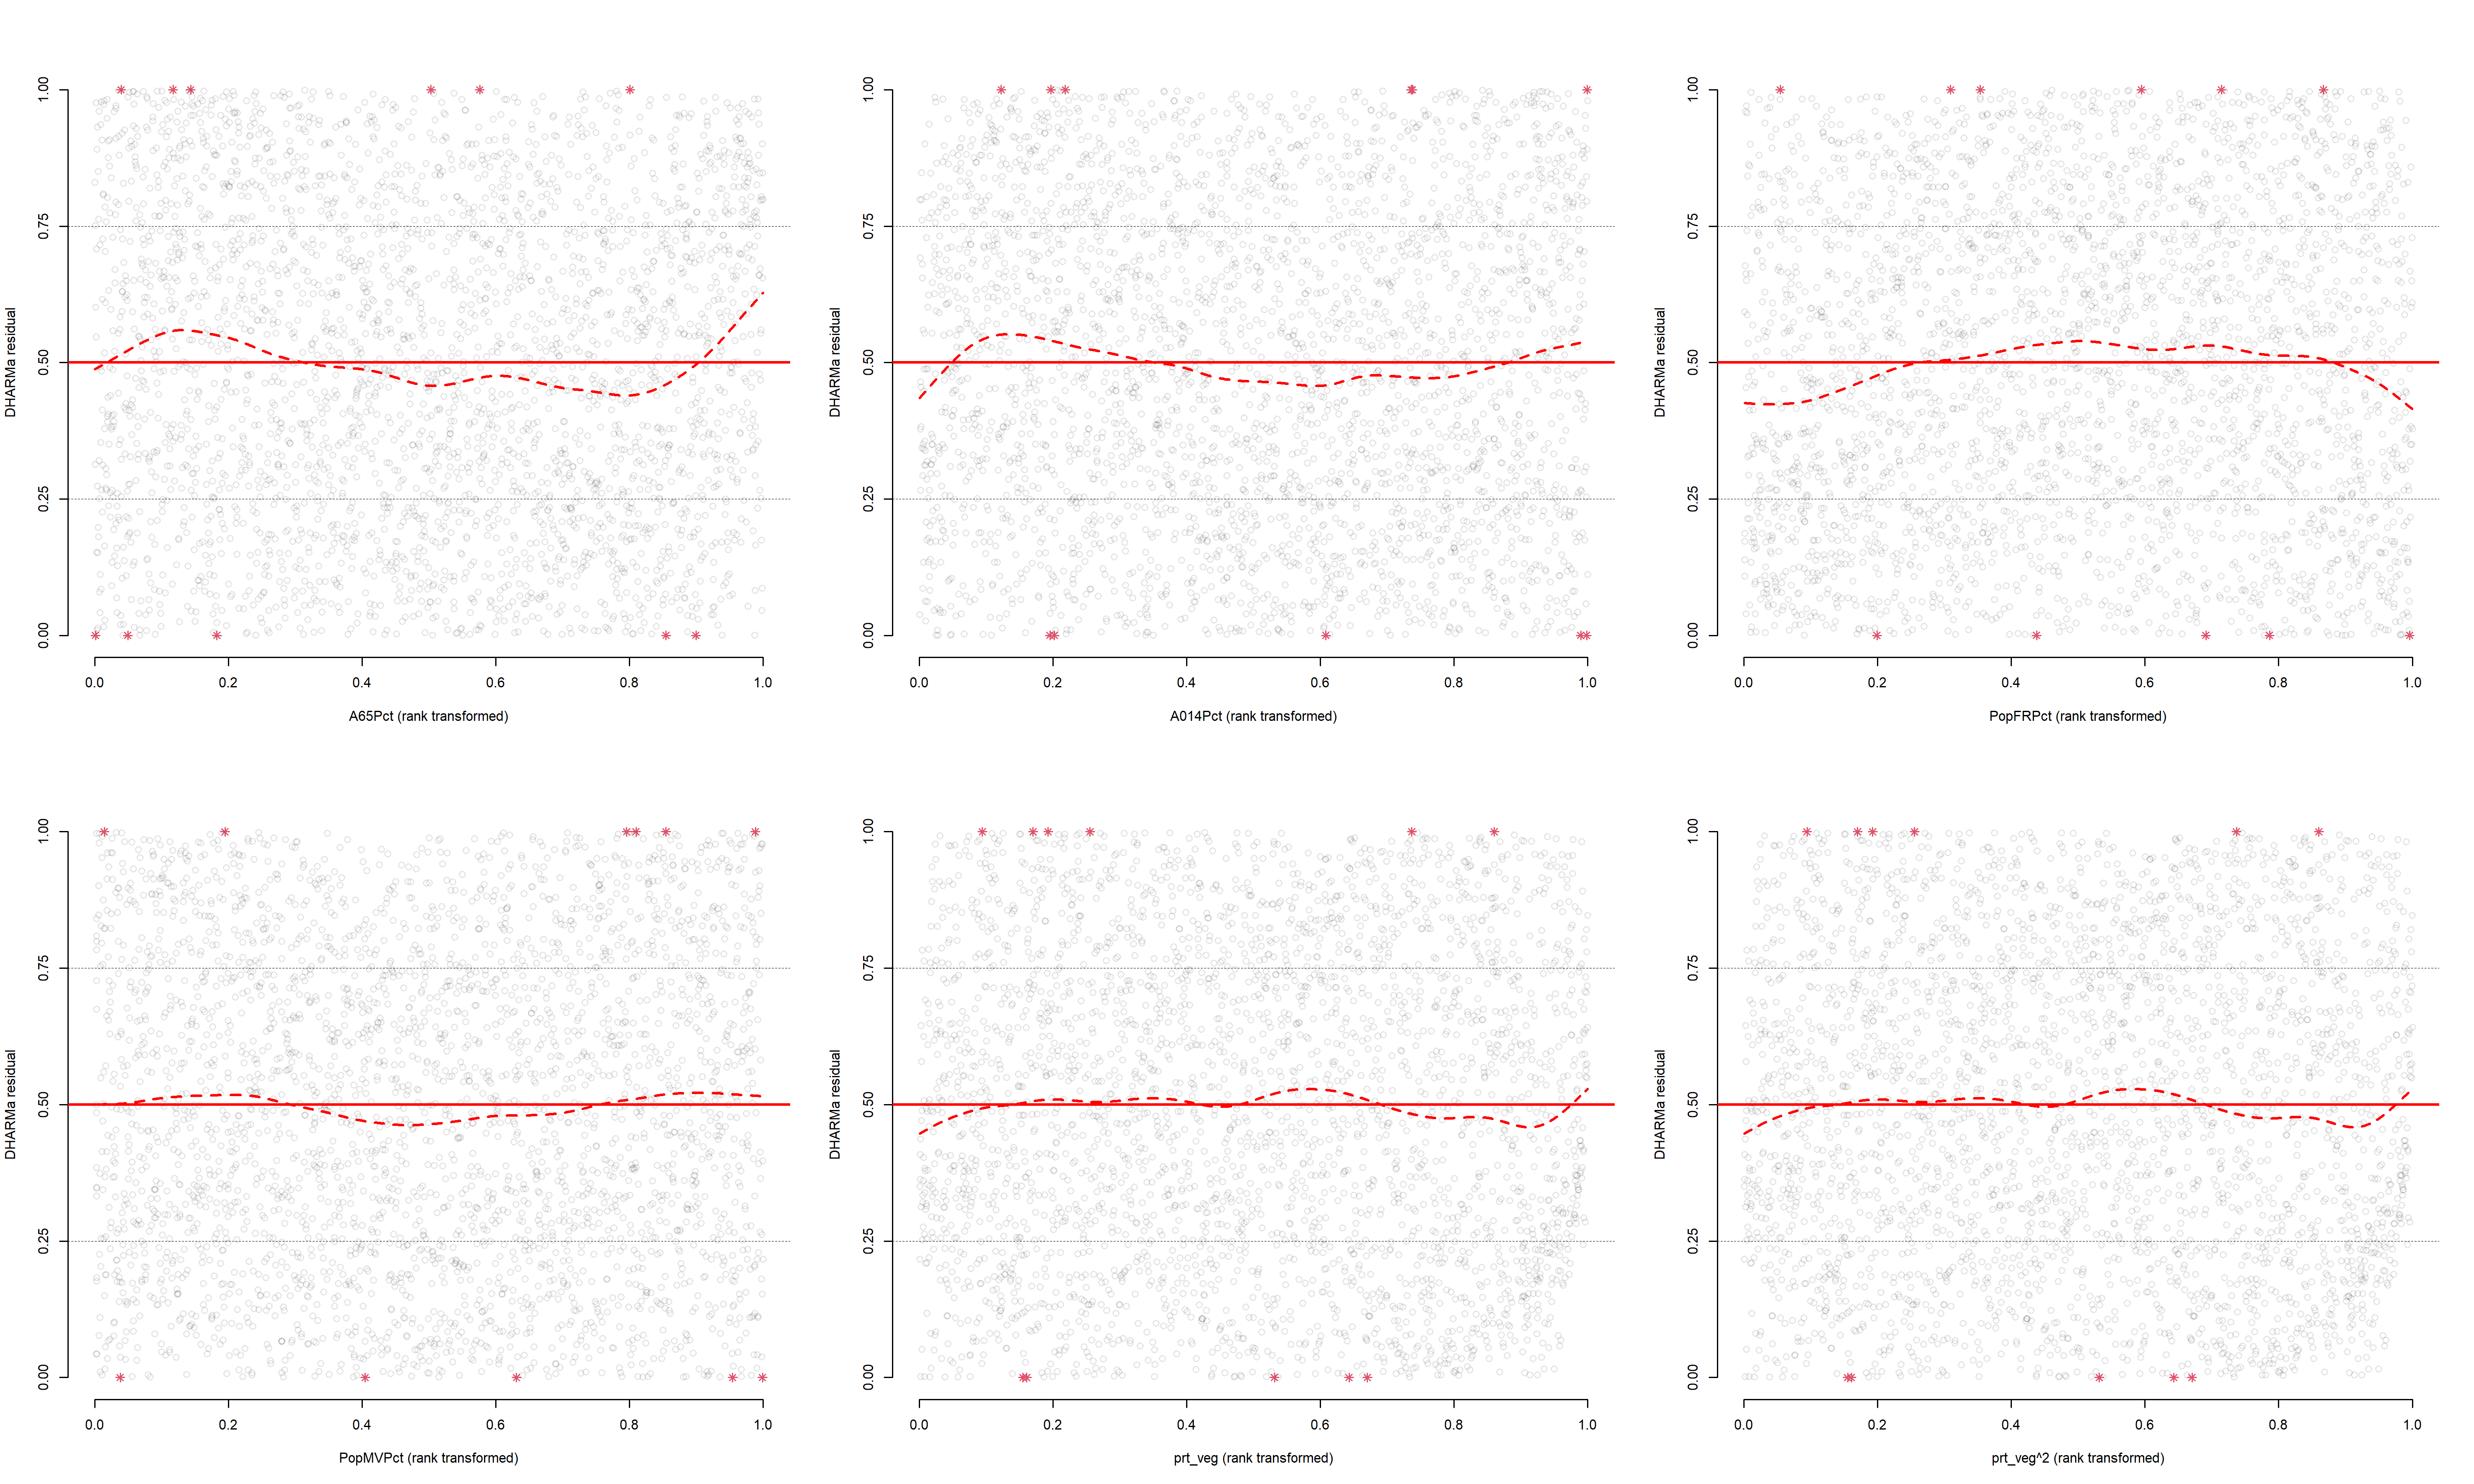 DHARMa residual
1.00
0.75
0.50
0.25
0.00
0.0 0.2 0.4 0.6 0.8 1.0
A65Pct (rank transformed)
DHARMa residual
1.00
0.75
0.50
0.25
0.00
0.0 0.2 0.4 0.6 0.8 1.0
A014Pct (rank transformed)
DHARMa residual
1.00
0.75
0.50
0.25
0.00
0.0 0.2 0.4 0.6 0.8 1.0
PopFRPct (rank transformed)
DHARMa residual
1.00
0.75
0.50
0.25
0.00
0.0 0.2 0.4 0.6 0.8 1.0
PopMVPct (rank transformed)
DHARMa residual
1.00
0.75
0.50
0.25
0.00
0.0 0.2 0.4 0.6 0.8 1.0
prt_veg (rank transformed)
DHARMa residual
1.00
0.75
0.50
0.25
0.00
0.0 0.2 0.4 0.6 0.8 1.0
prt_veg^2 (rank transformed)